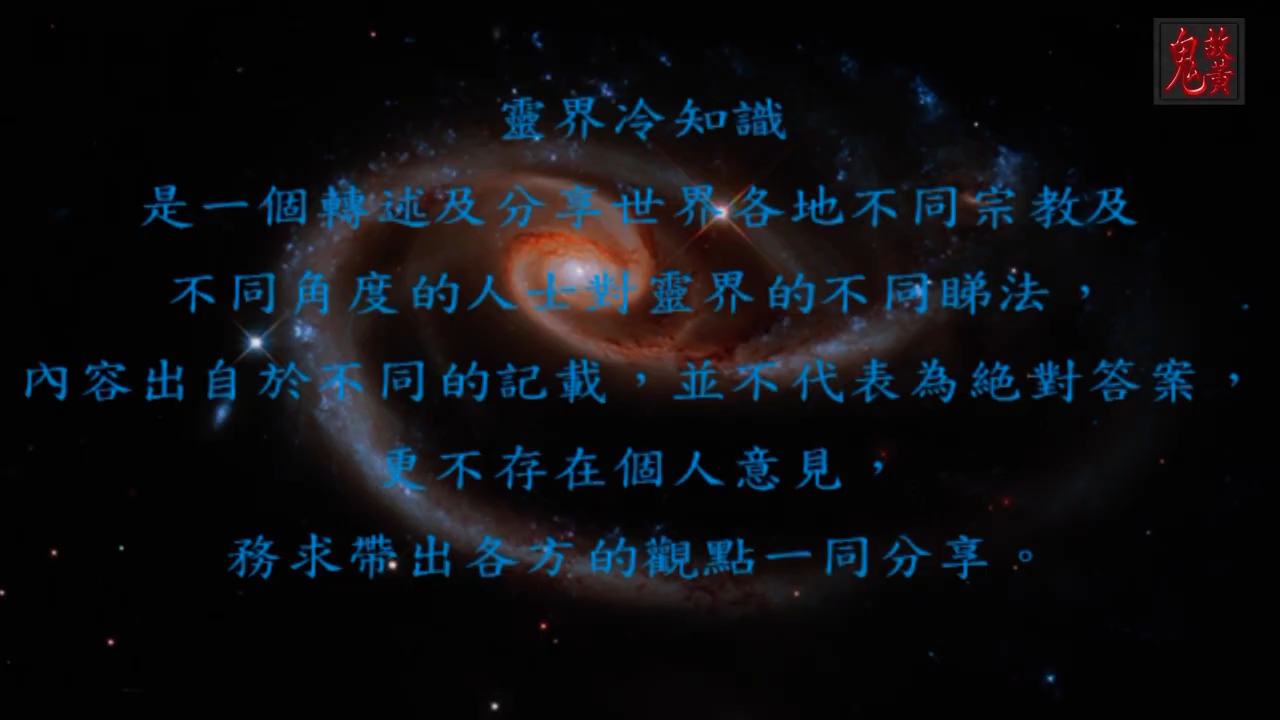 靈界冷知識
是一個轉述及分享世界各地不同宗教及
不同角度的人士對靈界的不同睇法，
內容出自於不同的記載，並不代表為絕對答案，
更不存在個人意見，
務求帶出各方的觀點一同分享。
鬼故黃